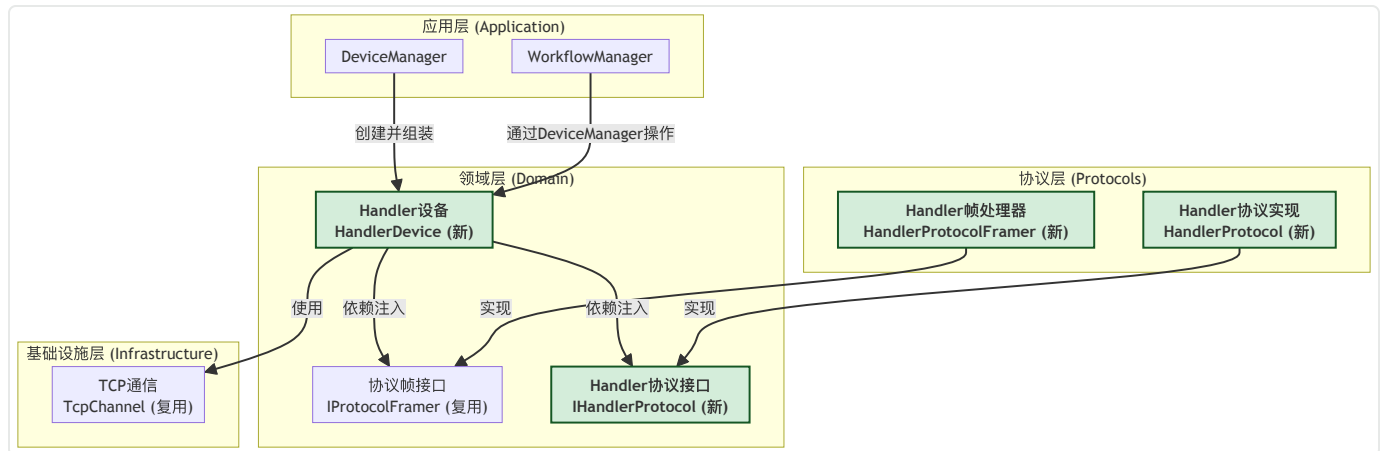 应用层 (Application)
DeviceManager
WorkflowManager
创建并组装
通过DeviceManager操作
领域层 (Domain)
Handler设备
HandlerDevice (新)
协议层 (Protocols)
Handler帧处理器
HandlerProtocolFramer (新)
Handler协议实现
HandlerProtocol (新)
使用
依赖注入
实现
依赖注入
实现
基础设施层 (Infrastructure)
TCP通信
TcpChannel (复用)
协议帧接口
IProtocolFramer (复用)
Handler协议接口
IHandlerProtocol (新)